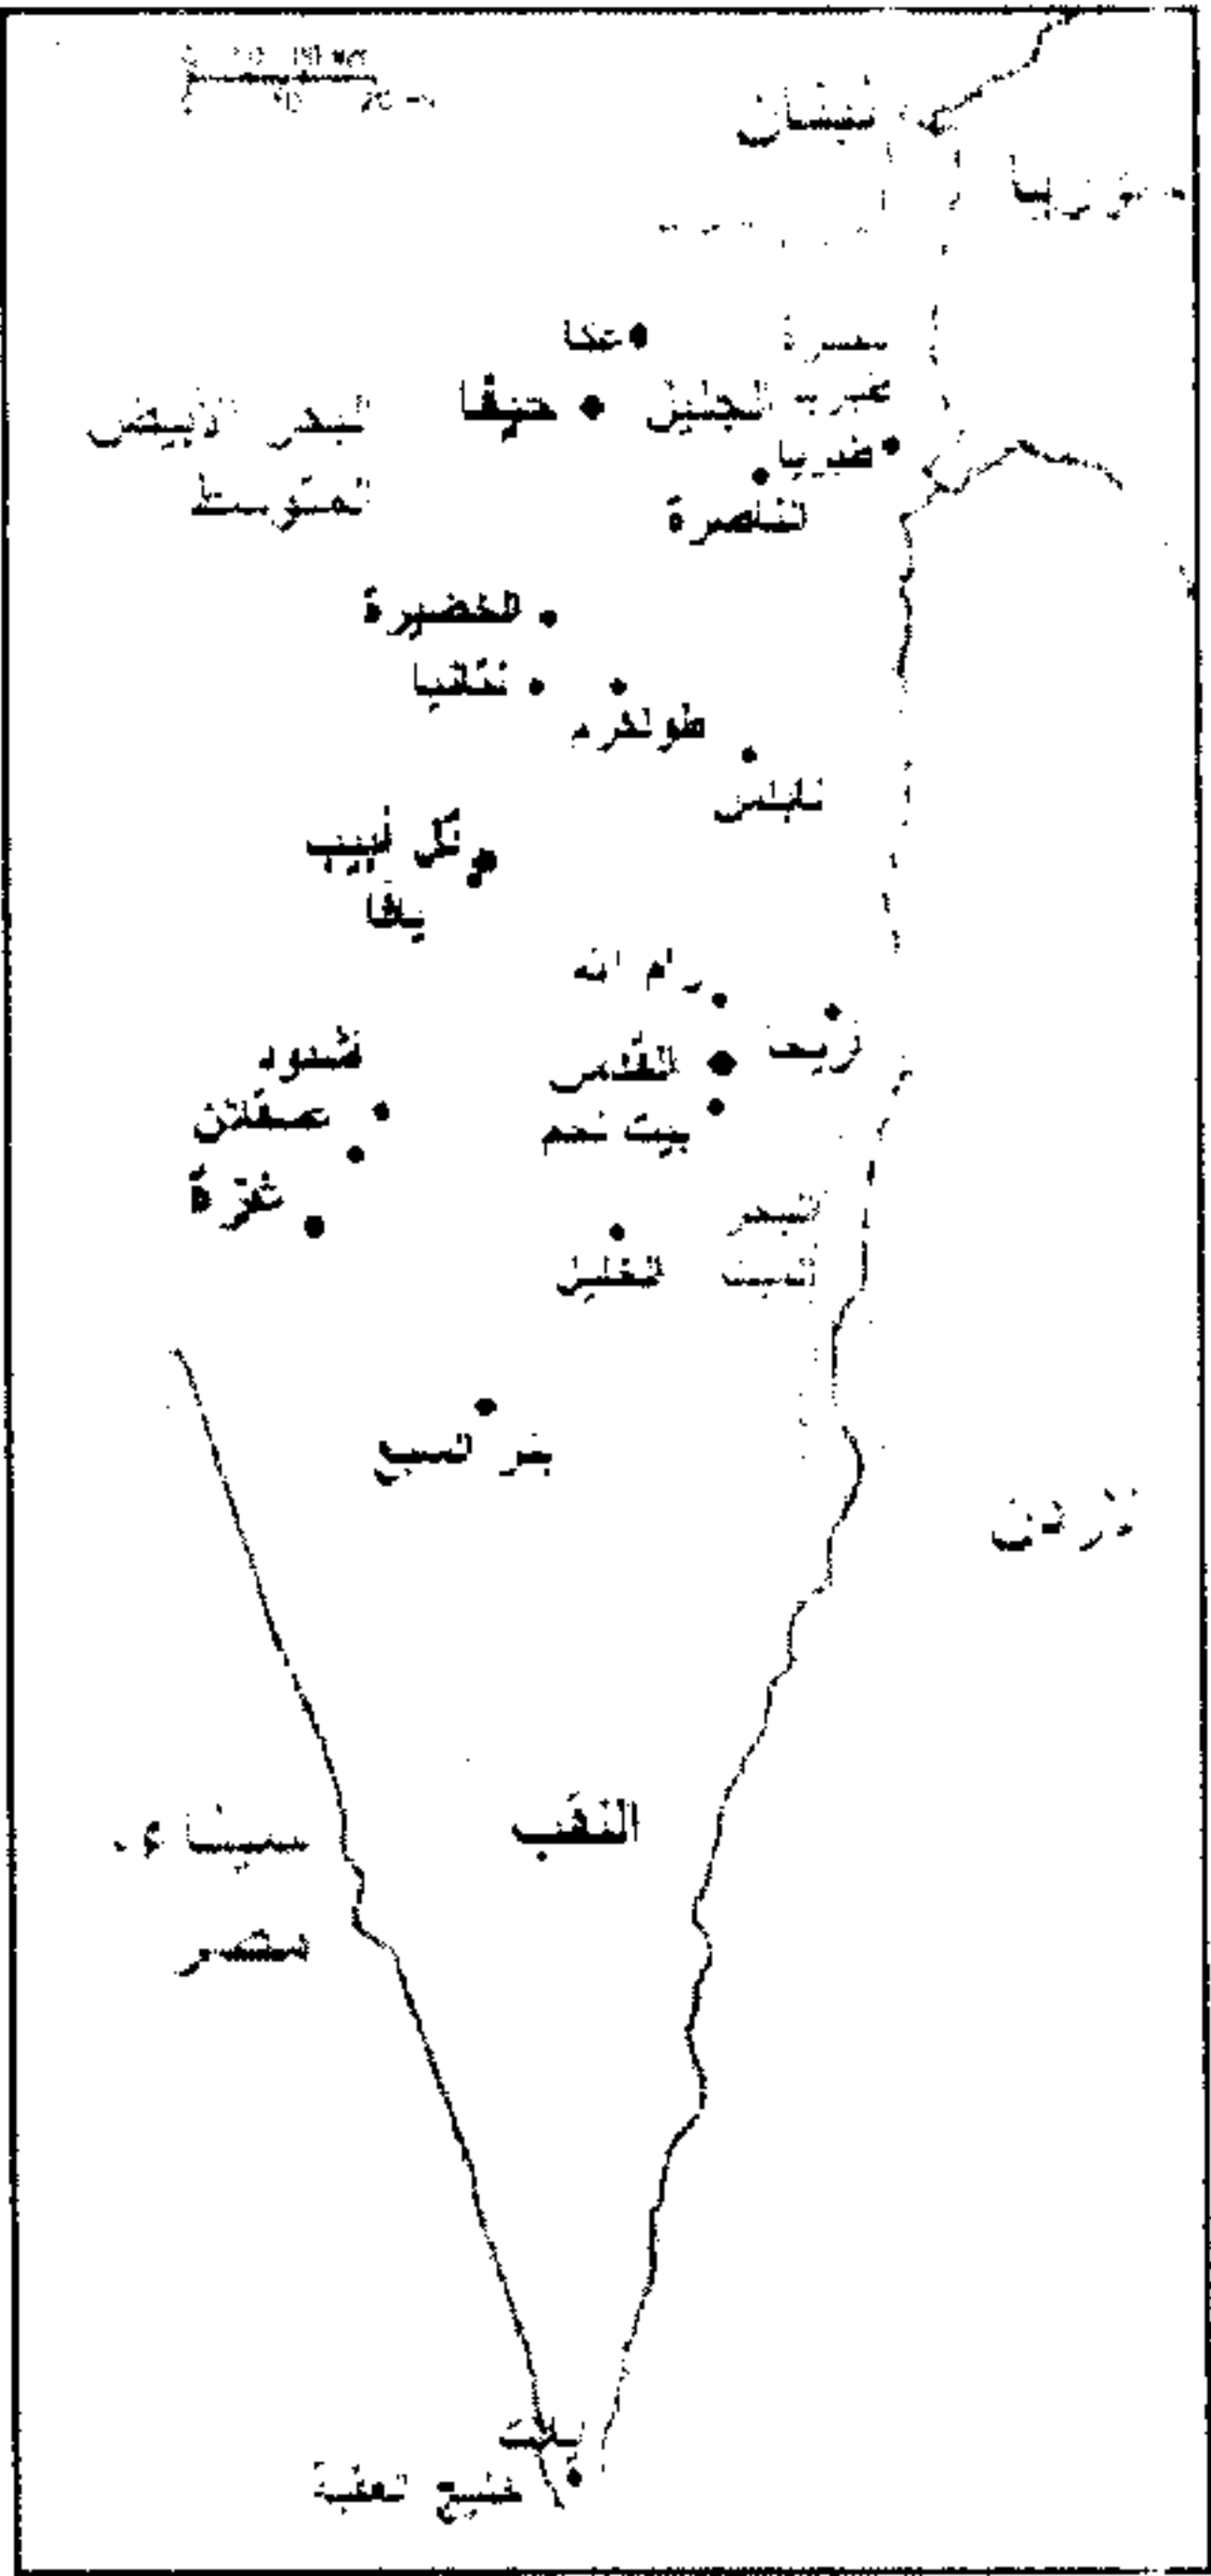 لبنان
سوريا
عكا
حيفا
الجليل
طبريا
الناصرة
البحر الأبيض
المتوسط
الخضيرة
نتانيا
طولكرم
نابلس
تل أبيب
يافا
رام الله
أريحا
القدس
بيت لحم
أشدود
عسقلان
غزة
البحر
الميت
الخليل
بئر السبع
الأردن
النقب
سيناء
مصر
إيلات
خليج العقبة